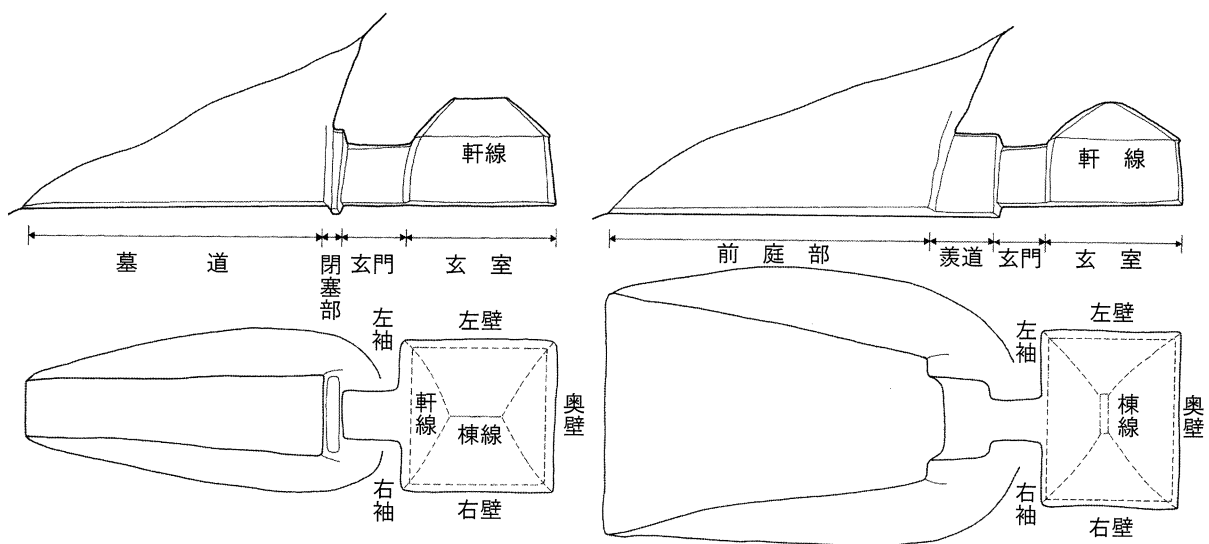 軒線
墓道
閉塞部
玄門
玄室
左袖
左壁
軒線
棟線
奥壁
右袖
右壁
軒線
前庭部
羨道
玄門
玄室
左袖
左壁
棟線
奥壁
右袖
右壁